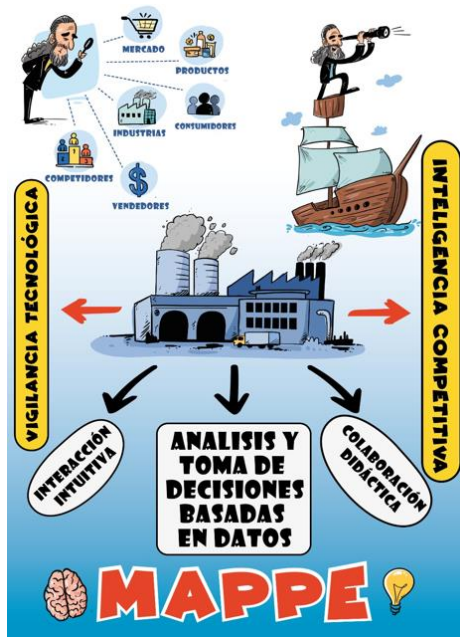 MERCADO
PRODUCTOS
INDUSTRIAS
CONSUMIDORES
COMPETIDORES
$
VENDEDORES
VIGILANCIA TECNOLÓGICA
INTELIGENCIA COMPETITIVA
INTERACCIÓN
INTUITIVA
ANALISIS Y
TOMA DE
DECISIONES
BASADAS
EN DATOS
COLABORACIÓN
DIDÁCTICA
MAPPE